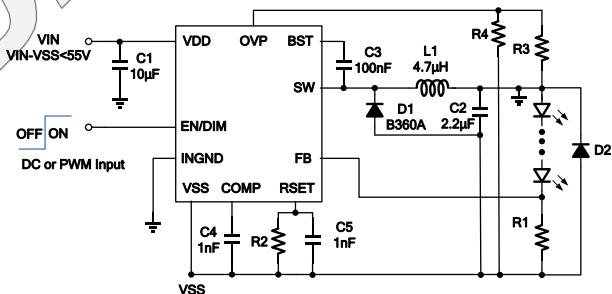 VIN
VIN-VSS<55V
C1
10µF
VDD
OVP
BST
SW
FB
EN/DIM
INGND
VSS
COMP
RSET
C3
100nF
L1
4.7µH
R4
R3
D1
B360A
C2
2.2µF
D2
OFF
ON
DC or PWM Input
R1
C4
1nF
R2
C5
1nF
VSS